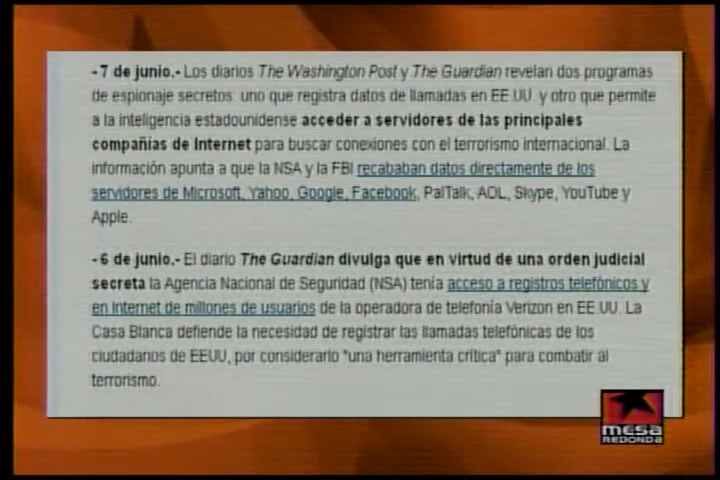 - 7 de junio.- Los diarios The Washington Post y The Guardian revelan dos programas
de espionaje secretos: uno que registra datos de llamadas en EE.UU. y otro que permite
a la inteligencia estadounidense acceder a servidores de las principales
compañías de Internet para buscar conexiones con el terrorismo internacional. La
información apunta a que la NSA y la FBI recababan datos directamente de los
servidores de Microsoft, Yahoo, Google, Facebook, PalTalk, AOL, Skype, YouTube y
Apple.
- 6 de junio.- El diario The Guardian divulga que en virtud de una orden judicial
secreta la Agencia Nacional de Seguridad (NSA) tenía acceso a registros telefónicos y
en Internet de millones de usuarios de la operadora de telefonía Verizon en EE.UU. La
Casa Blanca defiende la necesidad de registrar las llamadas telefónicas de los
ciudadanos de EEUU, por considerarlo "una herramienta crítica" para combatir al
terrorismo.
mesa
REDONDA